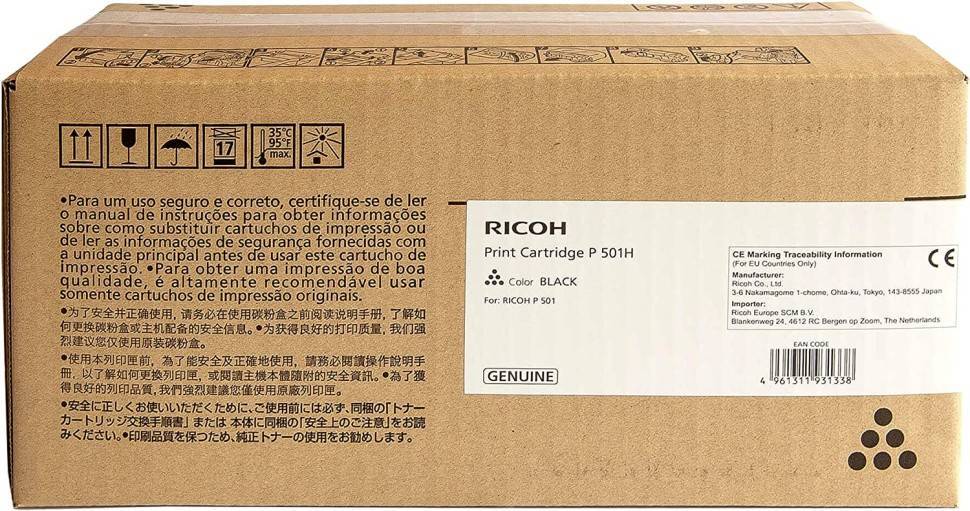 17
35°C
95°F
max.
•Para um uso seguro e correto, certifique-se de ler
o manual de instruções para obter informações
sobre como substituir cartuchos de impressão ou
de ler as informações de segurança fornecidas com
a unidade principal antes de usar este cartucho de
impressão. •Para obter uma impressão de boa
qualidade, é altamente recomendável usar
somente cartuchos de impressão originais.
•为了安全并正确使用，请务必在使用碳粉盒之前阅读说明手册，了解如
何更换碳粉盒或主机配备的安全信息。•为获得良好的打印质量，我们强
烈建议您仅使用原装碳粉盒。
•使用本列印匣前，為了能安全及正確地使用，請務必閱讀操作說明手
冊，以了解如何更換列印匣，或閱讀主機本體隨附的安全資訊。•為了獲
得良好的列印品質，我們強烈建議您僅使用原廠列印匣。
•安全に正しくお使いいただくために、ご使用前には必ず、同梱の「トナー
カートリッジ交換手順書」または 本体に同梱の「安全上のご注意」をお読
みください。•印刷品質を保つため、純正トナーの使用をお勧めします。
RICOH
Print Cartridge P 501H
Color BLACK
For: RICOH P 501
GENUINE
CE Marking Traceability Information
(For EU Countries Only)
Manufacturer:
Ricoh Co., Ltd.
3-6 Nakamagome 1-chome, Ohta-ku, Tokyo, 143-8555 Japan
Importer:
Ricoh Europe SCM B.V.
Blankenweg 24, 4612 RC Bergen op Zoom, The Netherlands
CE
EAN CODE
4 961311 931338